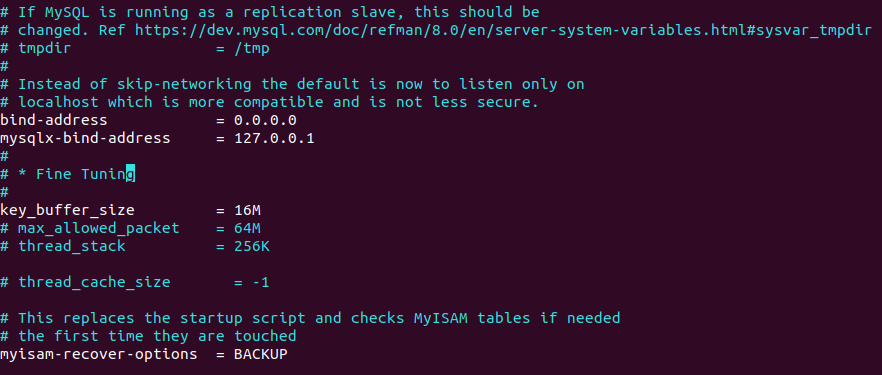 # If MySQL is running as a replication slave, this should be
# changed. Ref https://dev.mysql.com/doc/refman/8.0/en/server-system-variables.html#sysvar_tmpdir
# tmpdir                = /tmp
#
# Instead of skip-networking the default is now to listen only on
# localhost which is more compatible and is not less secure.
bind-address            = 0.0.0.0
mysqlx-bind-address     = 127.0.0.1
#
# * Fine Tuning
#
key_buffer_size         = 16M
# max_allowed_packet    = 64M
# thread_stack          = 256K
# thread_cache_size       = -1
# This replaces the startup script and checks MyISAM tables if needed
# the first time they are touched
myisam-recover-options  = BACKUP